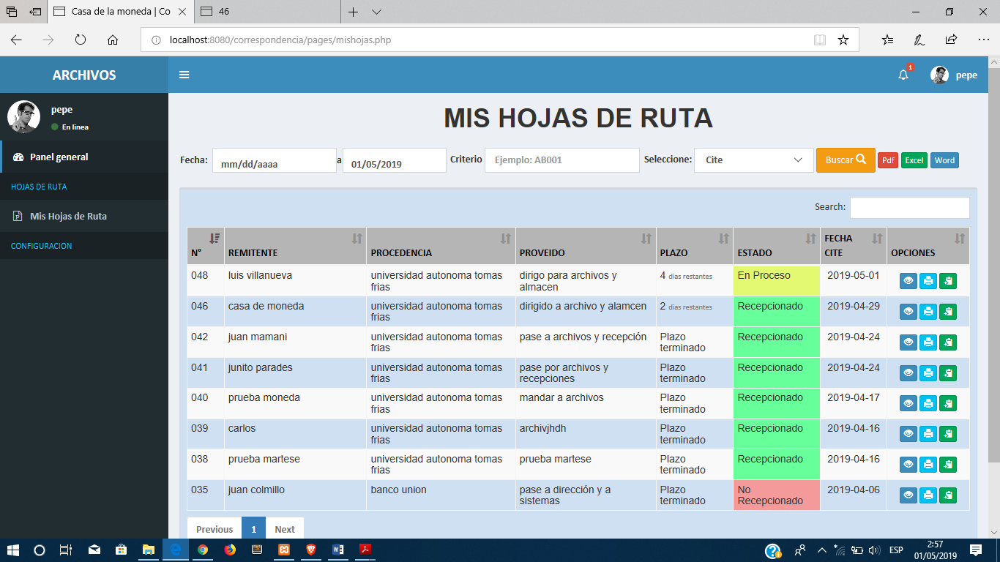 Casa de la moneda | Co
46
localhost:8080/correspondencia/pages/mishojas.php
ARCHIVOS
1
pepe
pepe
En linea
Panel general
HOJAS DE RUTA
Mis Hojas de Ruta
CONFIGURACION
MIS HOJAS DE RUTA
Fecha: mm/dd/aaaa a 01/05/2019 Criterio Ejemplo: AB001 Seleccione: Cite Buscar Pdf Excel Word
Search:
N° REMITENTE PROCEDENCIA PROVEIDO PLAZO ESTADO FECHA CITE OPCIONES
048 luis villanueva universidad autonoma tomas frias dirigo para archivos y almacen 4 dias restantes En Proceso 2019-05-01
046 casa de moneda universidad autonoma tomas frias dirigido a archivo y alamcen 2 dias restantes Recepcionado 2019-04-29
042 juan mamani universidad autonoma tomas frias pase a archivos y recepción Plazo terminado Recepcionado 2019-04-24
041 junito parades universidad autonoma tomas frias pase por archivos y recepciones Plazo terminado Recepcionado 2019-04-24
040 prueba moneda universidad autonoma tomas frias mandar a archivos Plazo terminado Recepcionado 2019-04-17
039 carlos universidad autonoma tomas frias archivjhdh Plazo terminado Recepcionado 2019-04-16
038 prueba martese universidad autonoma tomas frias prueba martese Plazo terminado Recepcionado 2019-04-16
035 juan colmillo banco union pase a dirección y a sistemas Plazo terminado No Recepcionado 2019-04-06
Previous 1 Next
ESP
2:57
01/05/2019